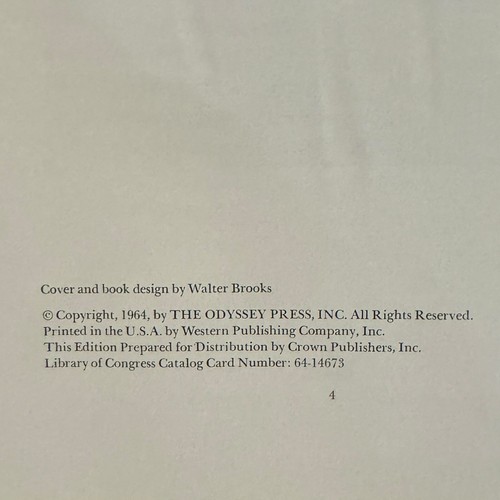 Cover and book design by Walter Brooks
© Copyright, 1964, by THE ODYSSEY PRESS, INC. All Rights Reserved.
Printed in the U.S.A. by Western Publishing Company, Inc.
This Edition Prepared for Distribution by Crown Publishers, Inc.
Library of Congress Catalog Card Number: 64-14673
4